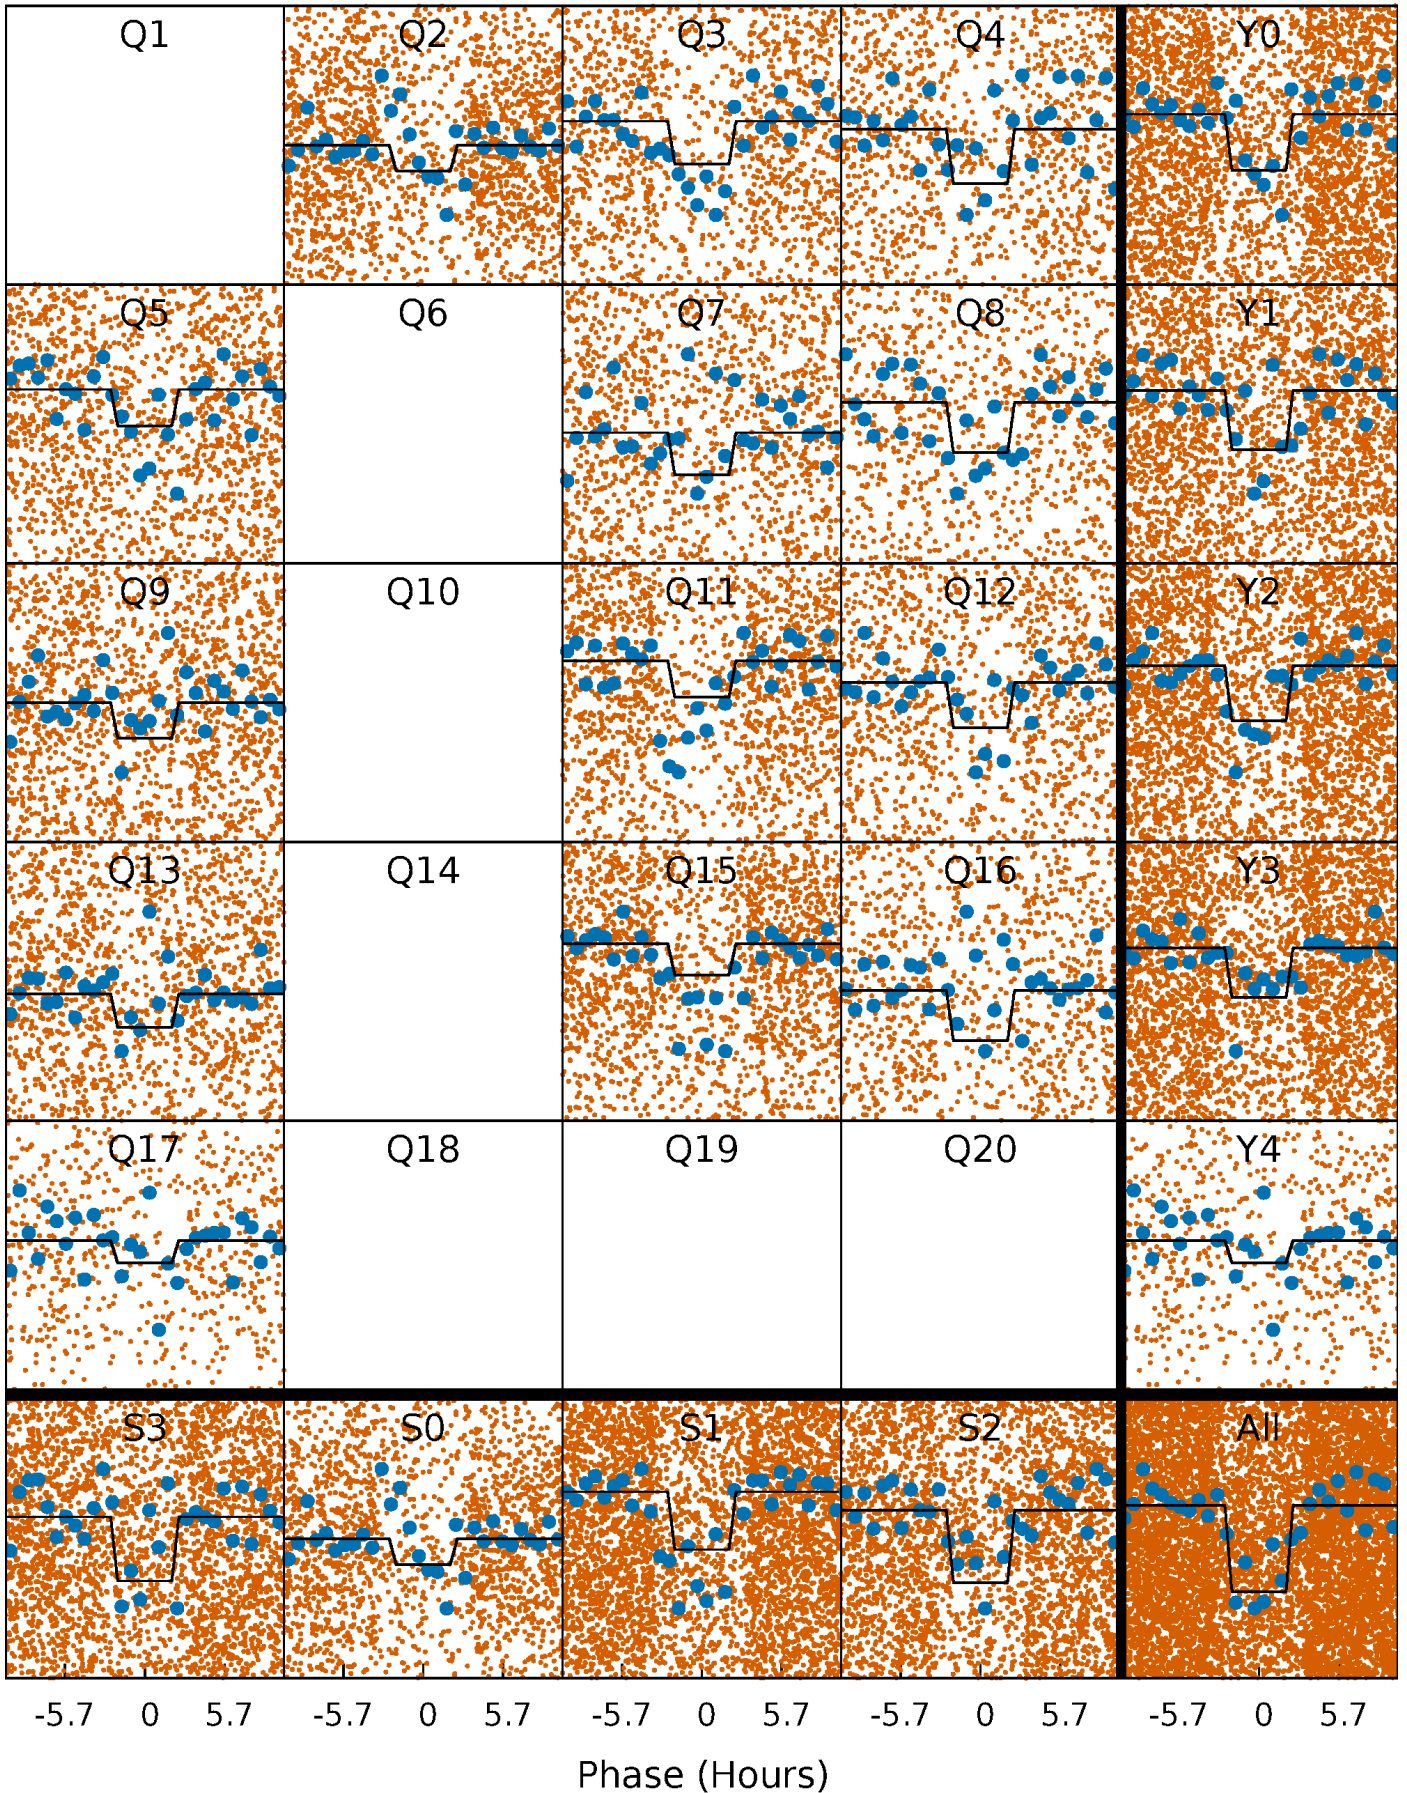 Q1 Q2 Q3 Q4 Y0
Q5 Q6 Q7 Q8 Y1
Q9 Q10 Q11 Q12 Y2
Q13 Q14 Q15 Q16 Y3
Q17 Q18 Q19 Q20 Y4
S3 S0 S1 S2 All
-5.7 0 5.7 -5.7 0 5.7 -5.7 0 5.7 -5.7 0 5.7 -5.7 0 5.7
Phase (Hours)